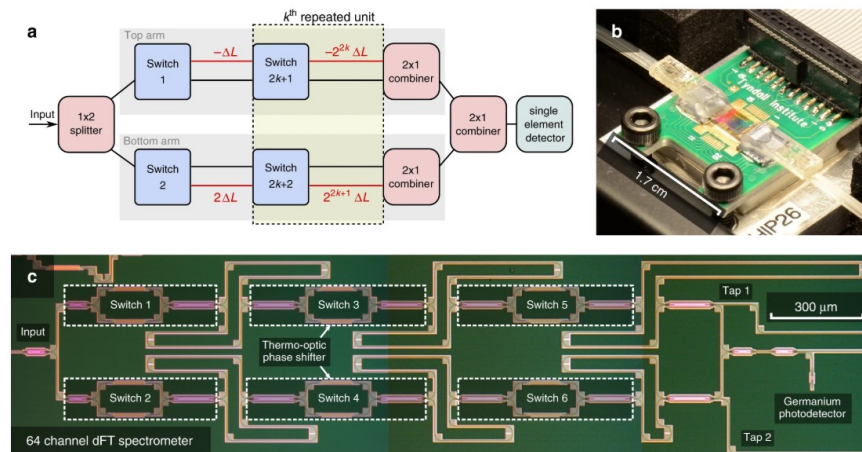 a
kth repeated unit
Top arm
−ΔL
−2^{2k} ΔL
Switch
1
Switch
2k+1
2x1
combiner
Input
1x2
splitter
2x1
combiner
single
element
detector
Bottom arm
Switch
2
Switch
2k+2
2x1
combiner
2ΔL
2^{2k+1} ΔL
b
Tyndall Institute
1.7 cm
HIP26
c
Switch 1
Switch 3
Switch 5
Tap 1
300 μm
Input
Thermo-optic
phase shifter
Switch 2
Switch 4
Switch 6
Germanium
photodetector
64 channel dFT spectrometer
Tap 2